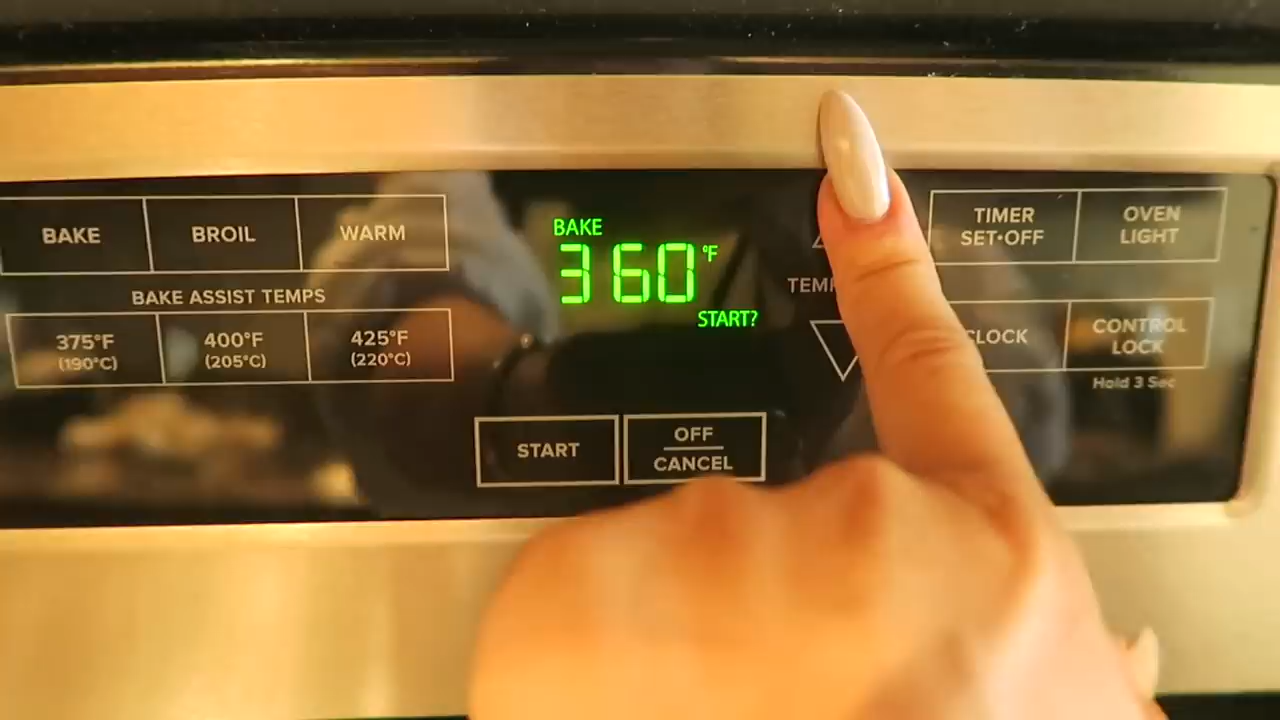 BAKE
BROIL
WARM
BAKE ASSIST TEMPS
375°F
(190°C)
400°F
(205°C)
425°F
(220°C)
BAKE
360°F
START?
START
OFF
CANCEL
TIMER
SET•OFF
OVEN
LIGHT
CLOCK
CONTROL
LOCK
Hold 3 Sec